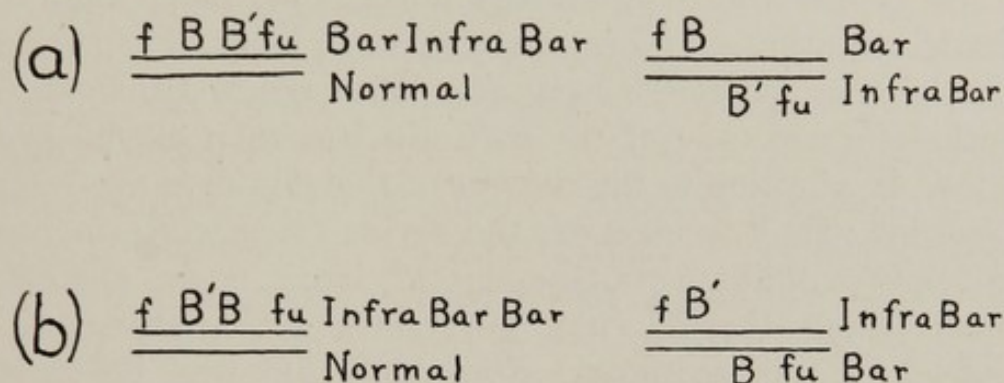 (a) f B B′ fu Bar Infra Bar f B Bar
Normal B′ fu Infra Bar
(b) f B′ B fu Infra Bar Bar f B′ Infra Bar
Normal B fu Bar